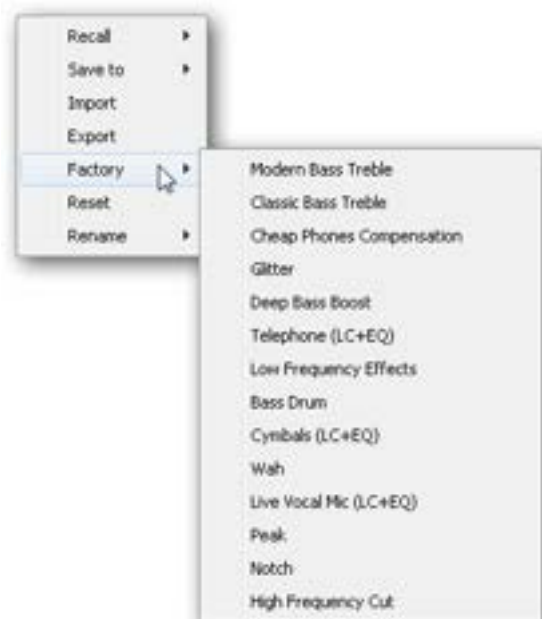 Recall
Save to
Import
Export
Factory
Reset
Rename
Modern Bass Treble
Classic Bass Treble
Cheap Phones Compensation
Glitter
Deep Bass Boost
Telephone (LC+EQ)
Low Frequency Effects
Bass Drum
Cymbals (LC+EQ)
Wah
Live Vocal Mic (LC+EQ)
Peak
Notch
High Frequency Cut